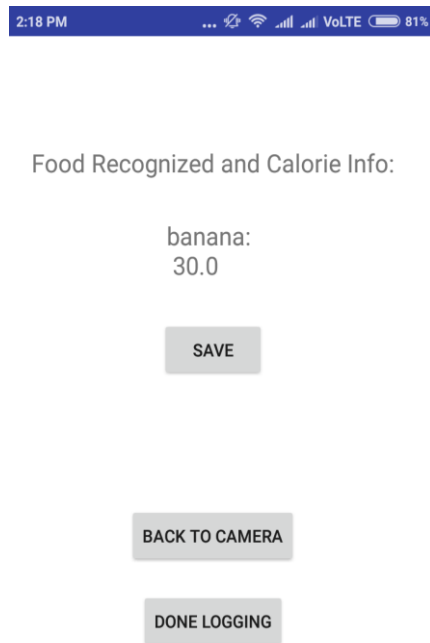 2:18 PM ... VoLTE 81%
Food Recognized and Calorie Info:
banana:
30.0
SAVE
BACK TO CAMERA
DONE LOGGING